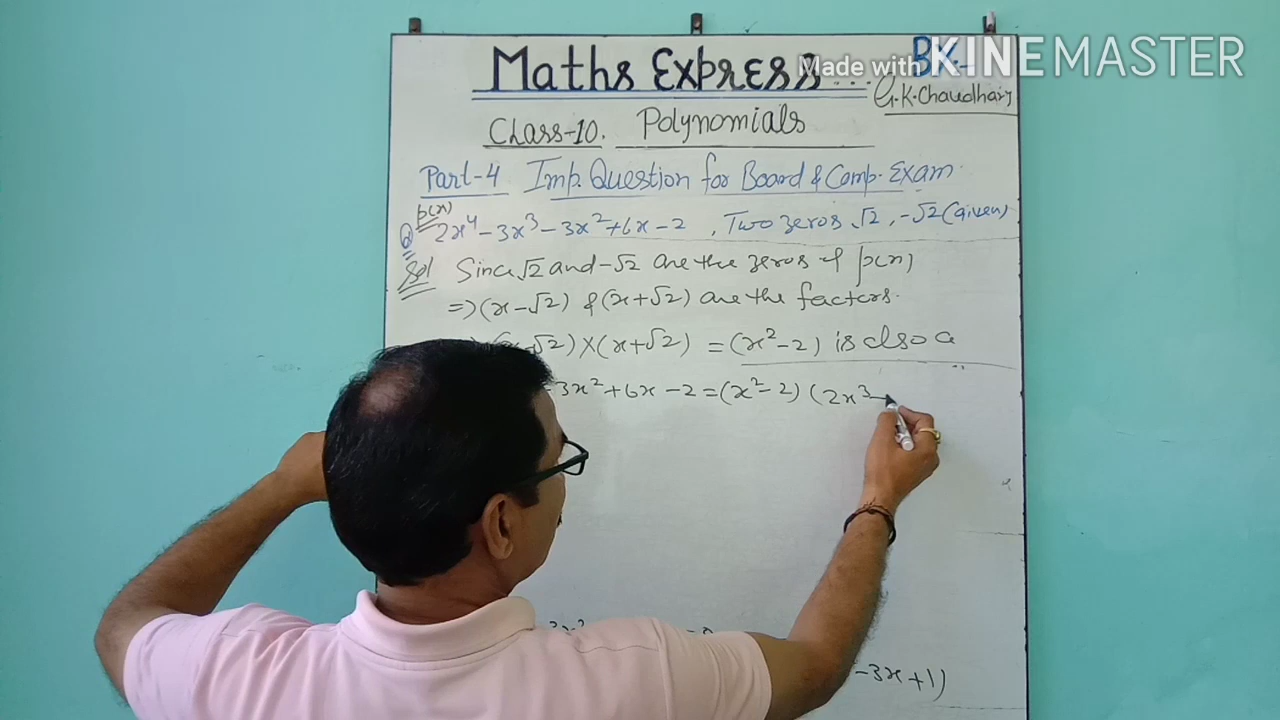 Maths Express...
By-
G.K.Chaudhary
Made with KINEMASTER
Class-10. Polynomials
Part-4 Imp. Question for Board & Comp. Exam.
p(x)
Q 2x⁴-3x³-3x²+6x-2, Two zeros √2, -√2 (given)
Sol Since √2 and -√2 are the zeros of p(x)
=> (x-√2) & (x+√2) are the factors.
-√2) × (x+√2) = (x²-2) is also a
-3x²+6x-2 = (x²-2) (2x³-
-3x+1)